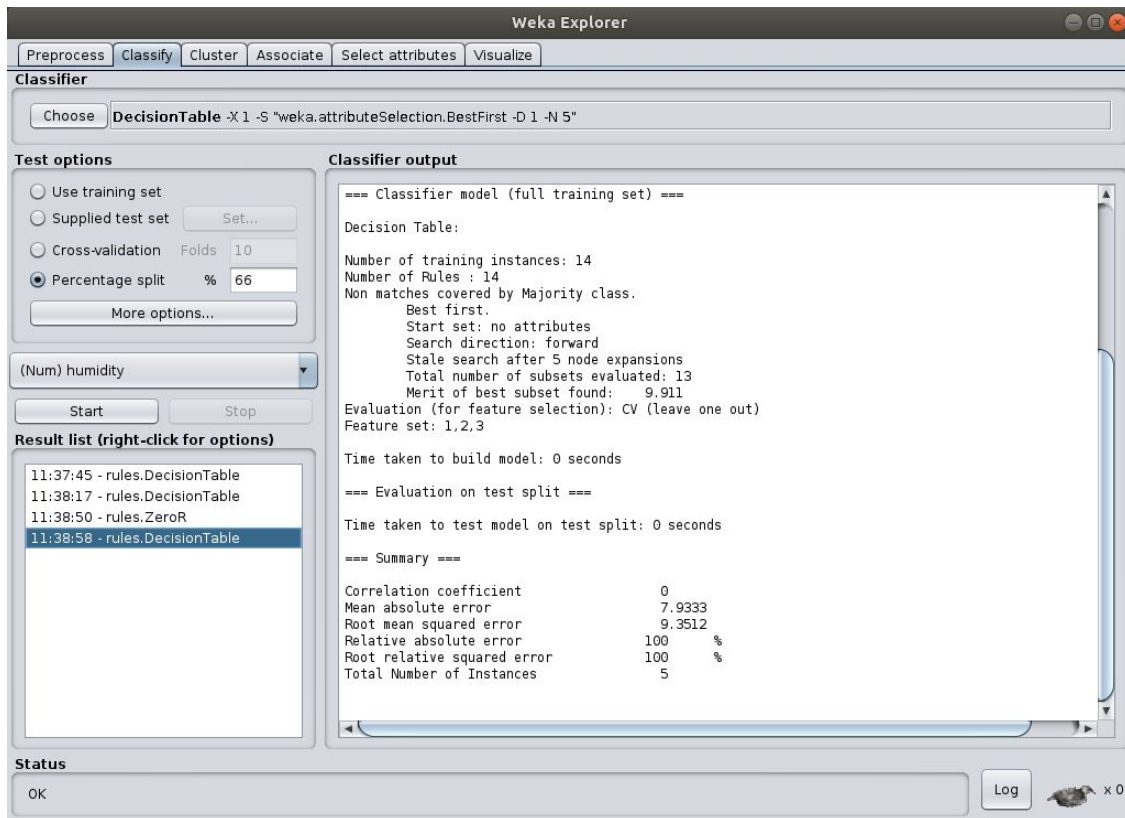 Weka Explorer
Preprocess Classify Cluster Associate Select attributes Visualize
Classifier
Choose DecisionTable -X 1 -S "weka.attributeSelection.BestFirst -D 1 -N 5"
Test options
Use training set
Supplied test set Set...
Cross-validation Folds 10
Percentage split % 66
More options...
(Num) humidity
Start Stop
Result list (right-click for options)
11:37:45 - rules.DecisionTable
11:38:17 - rules.DecisionTable
11:38:50 - rules.ZeroR
11:38:58 - rules.DecisionTable
Classifier output
=== Classifier model (full training set) ===
Decision Table:
Number of training instances: 14
Number of Rules : 14
Non matches covered by Majority class.
Best first.
Start set: no attributes
Search direction: forward
Stale search after 5 node expansions
Total number of subsets evaluated: 13
Merit of best subset found: 9.911
Evaluation (for feature selection): CV (leave one out)
Feature set: 1,2,3
Time taken to build model: 0 seconds
=== Evaluation on test split ===
Time taken to test model on test split: 0 seconds
=== Summary ===
Correlation coefficient 0
Mean absolute error 7.9333
Root mean squared error 9.3512
Relative absolute error 100 %
Root relative squared error 100 %
Total Number of Instances 5
Status
OK
Log x 0